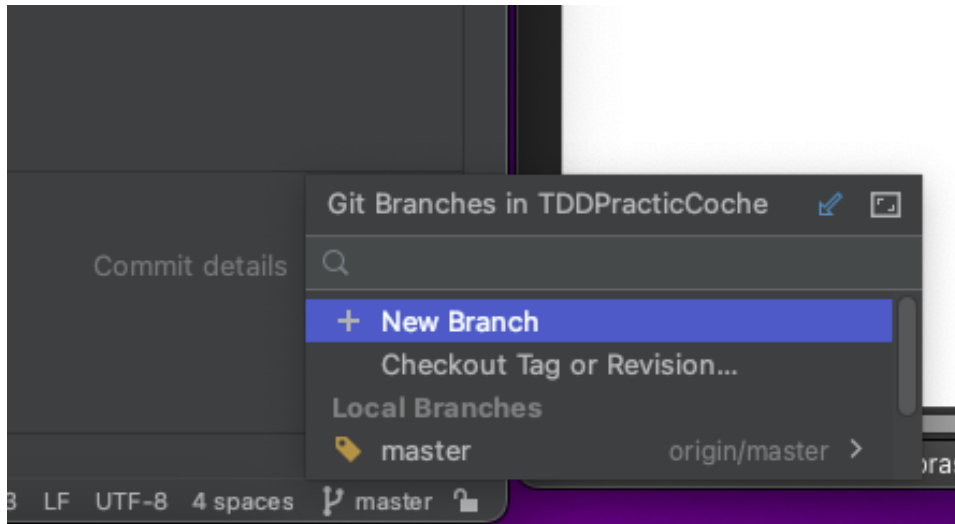 Git Branches in TDDPracticCoche
Commit details
New Branch
Checkout Tag or Revision...
Local Branches
master origin/master
LF UTF-8 4 spaces master